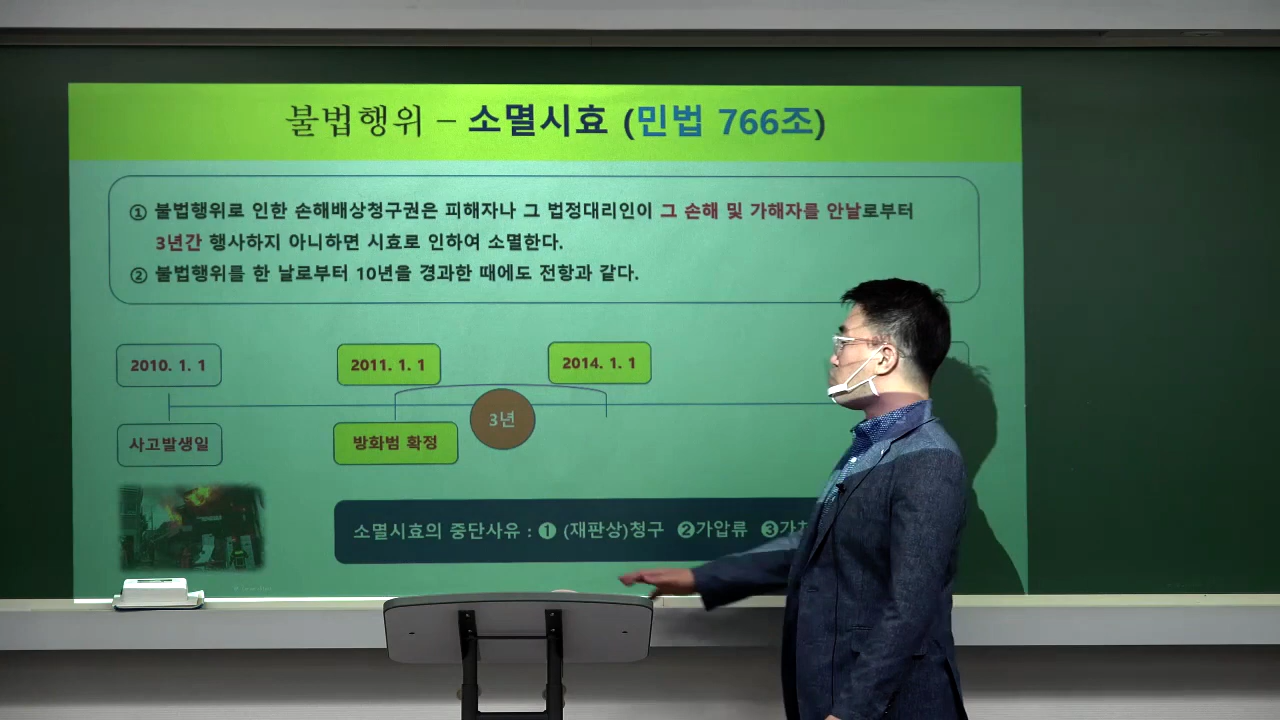 불법행위 – 소멸시효 (민법 766조)
① 불법행위로 인한 손해배상청구권은 피해자나 그 법정대리인이 그 손해 및 가해자를 안날로부터
3년간 행사하지 아니하면 시효로 인하여 소멸한다.
② 불법행위를 한 날로부터 10년을 경과한 때에도 전항과 같다.
2010. 1. 1
2011. 1. 1
2014. 1. 1
3년
사고발생일
방화범 확정
소멸시효의 중단사유 : ❶ (재판상)청구 ❷가압류 ❸